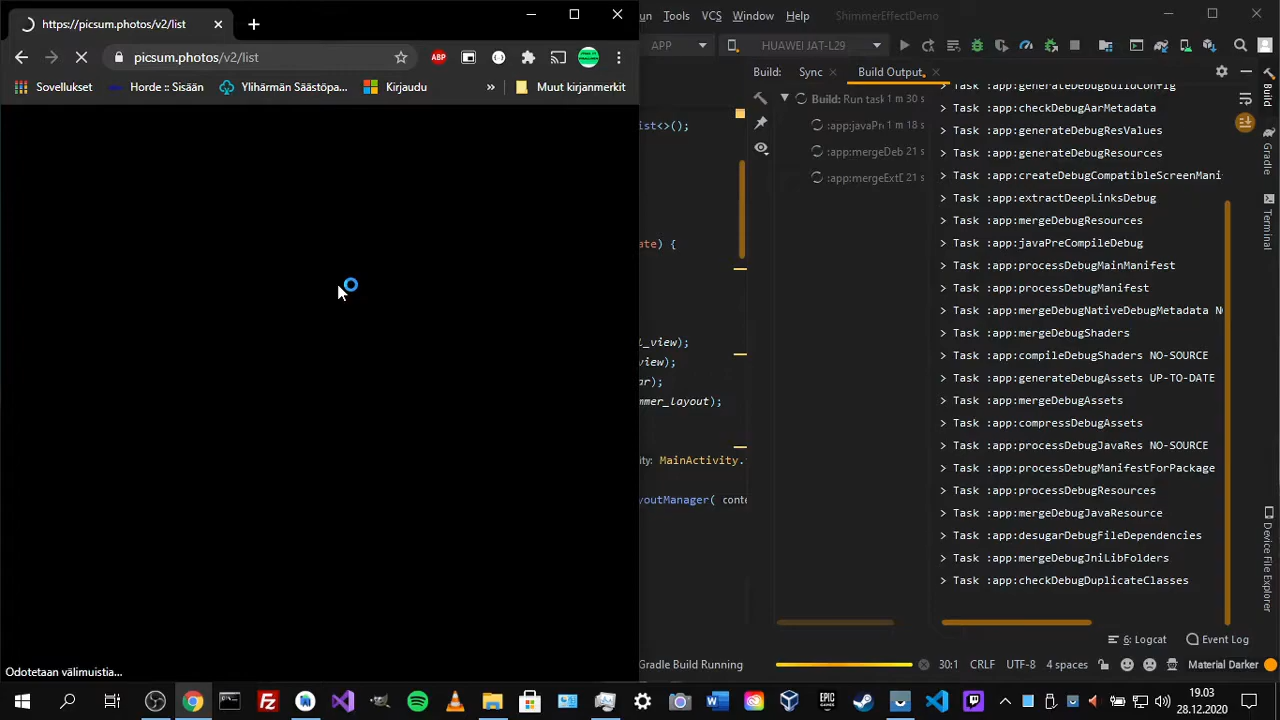 https://picsum.photos/v2/list
Tools VCS Window Help ShimmerEffectDemo
picsum.photos/v2/list
ABP
APP
HUAWEI JAT-L29
Sovellukset
Horde :: Sisään
Ylihärmän Säästöpa...
Kirjaudu
»
Muut kirjanmerkit
Build: Sync Build Output
Build: Run task 1 m 30 s
:app:javaPr 1 m 18 s
:app:mergeDeb 21 s
:app:mergeExtD 21 s
ist<>();
ate) {
l_view);
view);
ar);
mmer_layout);
ity: MainActivity.
youtManager( conte
> Task :app:generateDebugBuildConfig
> Task :app:checkDebugAarMetadata
> Task :app:generateDebugResValues
> Task :app:generateDebugResources
> Task :app:createDebugCompatibleScreenMani
> Task :app:extractDeepLinksDebug
> Task :app:mergeDebugResources
> Task :app:javaPreCompileDebug
> Task :app:processDebugMainManifest
> Task :app:processDebugManifest
> Task :app:mergeDebugNativeDebugMetadata NO
> Task :app:mergeDebugShaders
> Task :app:compileDebugShaders NO-SOURCE
> Task :app:generateDebugAssets UP-TO-DATE
> Task :app:mergeDebugAssets
> Task :app:compressDebugAssets
> Task :app:processDebugJavaRes NO-SOURCE
> Task :app:processDebugManifestForPackage
> Task :app:processDebugResources
> Task :app:mergeDebugJavaResource
> Task :app:desugarDebugFileDependencies
> Task :app:mergeDebugJniLibFolders
> Task :app:checkDebugDuplicateClasses
Build
Gradle
Terminal
Device File Explorer
6: Logcat
Event Log
Odotetaan välimuistia...
Gradle Build Running
30:1 CRLF UTF-8 4 spaces
Material Darker
EPIC GAMES
19.03
28.12.2020